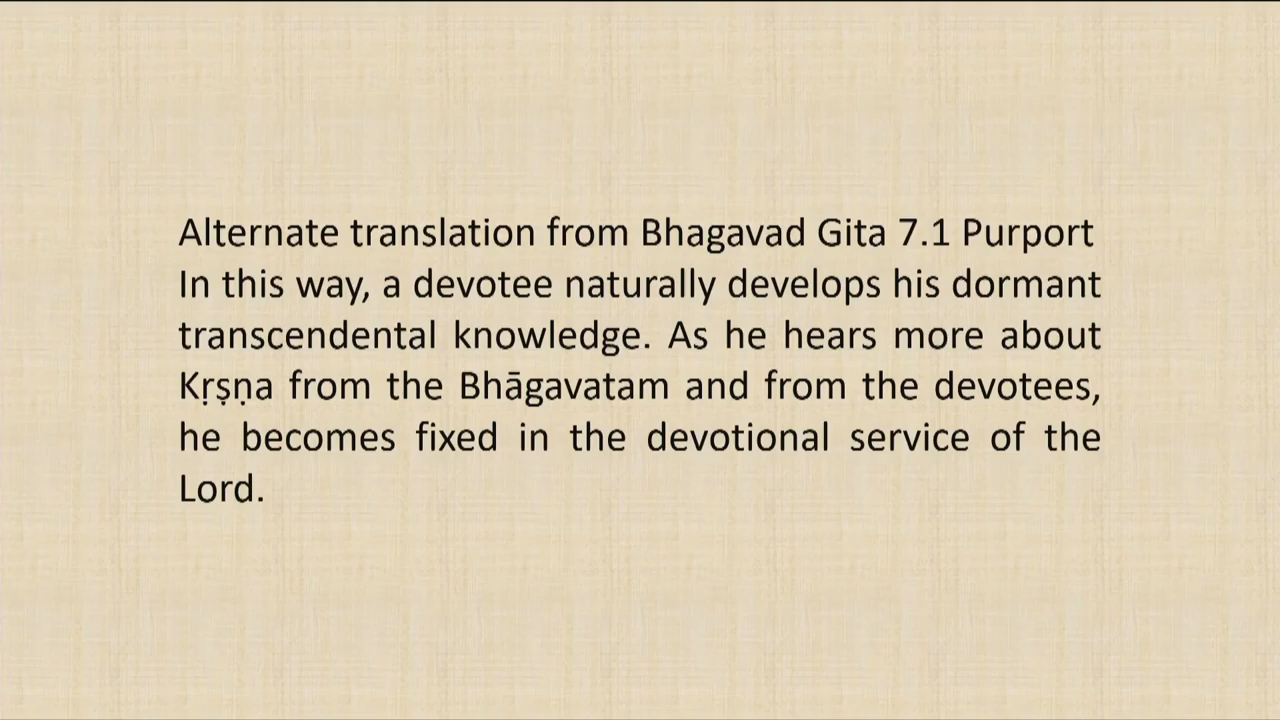 Alternate translation from Bhagavad Gita 7.1 Purport
In this way, a devotee naturally develops his dormant
transcendental knowledge. As he hears more about
Kṛṣṇa from the Bhāgavatam and from the devotees,
he becomes fixed in the devotional service of the
Lord.